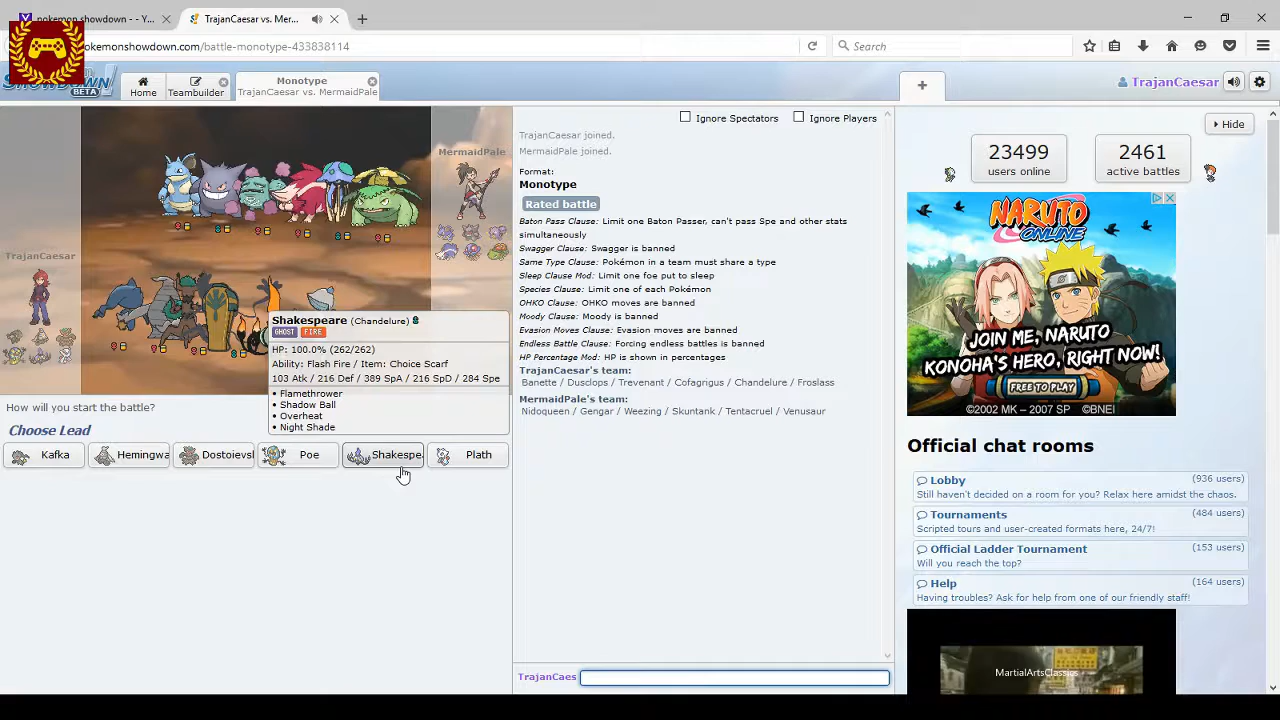 pokemon showdown -- Y...
TrajanCaesar vs. Mer...
okemonshowdown.com/battle-monotype-433838114
Search
SHOWDOWN!
BETA
Home
Teambuilder
Monotype
TrajanCaesar vs. MermaidPale
TrajanCaesar
Ignore Spectators
Ignore Players
Hide
TrajanCaesar joined.
MermaidPale joined.
Format:
Monotype
Rated battle
Baton Pass Clause: Limit one Baton Passer, can't pass Spe and other stats
simultaneously
Swagger Clause: Swagger is banned
Same Type Clause: Pokémon in a team must share a type
Sleep Clause Mod: Limit one foe put to sleep
Species Clause: Limit one of each Pokémon
OHKO Clause: OHKO moves are banned
Moody Clause: Moody is banned
Evasion Moves Clause: Evasion moves are banned
Endless Battle Clause: Forcing endless battles is banned
HP Percentage Mod: HP is shown in percentages
TrajanCaesar's team:
Banette / Dusclops / Trevenant / Cofagrigus / Chandelure / Froslass
MermaidPale's team:
Nidoqueen / Gengar / Weezing / Skuntank / Tentacruel / Venusaur
MermaidPale
TrajanCaesar
Shakespeare (Chandelure)
GHOST FIRE
HP: 100.0% (262/262)
Ability: Flash Fire / Item: Choice Scarf
103 Atk / 216 Def / 389 SpA / 216 SpD / 284 Spe
• Flamethrower
• Shadow Ball
• Overheat
• Night Shade
How will you start the battle?
Choose Lead
Kafka
Hemingwa
Dostoievs
Poe
Shakespe
Plath
TrajanCaes
23499
users online
2461
active battles
NARUTO
ONLINE
JOIN ME, NARUTO
KONOHA'S HERO, RIGHT NOW!
FREE TO PLAY
©2002 MK – 2007 SP ©BNEI
Official chat rooms
Lobby
(936 users)
Still haven't decided on a room for you? Relax here amidst the chaos.
Tournaments
(484 users)
Scripted tours and user-created formats here, 24/7!
Official Ladder Tournament
(153 users)
Will you reach the top?
Help
(164 users)
Having troubles? Ask for help from one of our friendly staff!
MartialArtsClassics